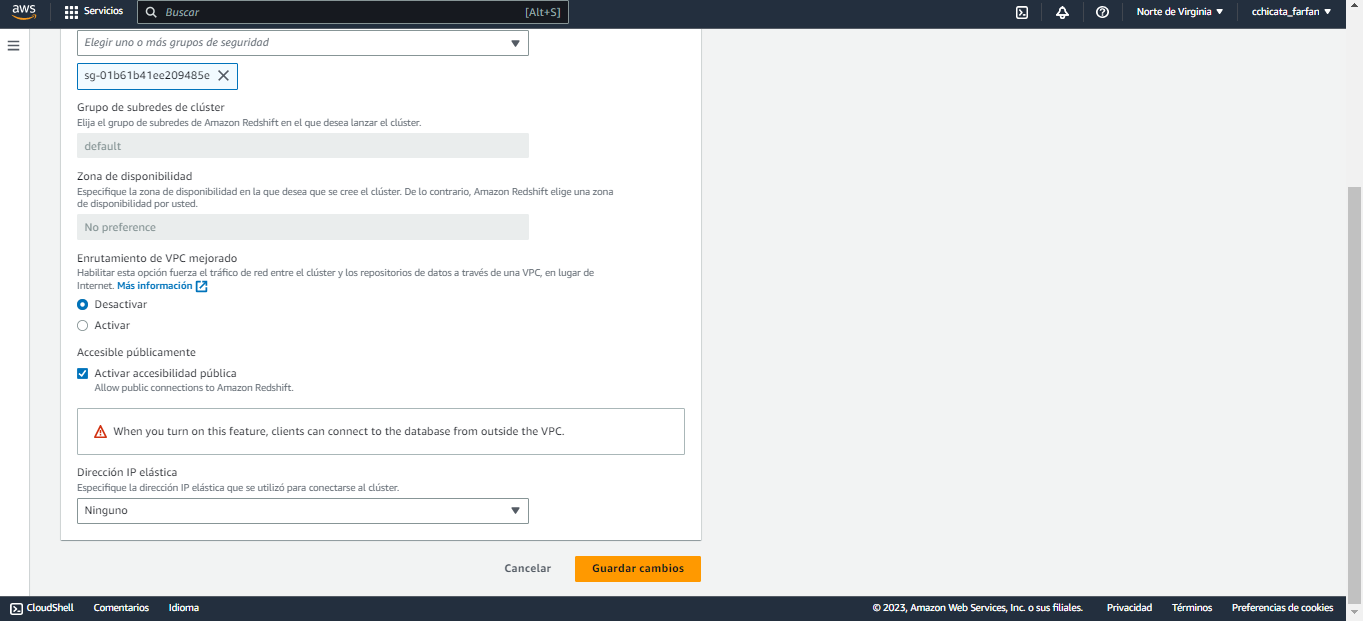 aws
Servicios
Buscar
[Alt+S]
Norte de Virginia
cchicata_farfan
Elegir uno o más grupos de seguridad
sg-01b61b41ee209485e
Grupo de subredes de clúster
Elija el grupo de subredes de Amazon Redshift en el que desea lanzar el clúster.
default
Zona de disponibilidad
Especifique la zona de disponibilidad en la que desea que se cree el clúster. De lo contrario, Amazon Redshift elige una zona
de disponibilidad por usted.
No preference
Enrutamiento de VPC mejorado
Habilitar esta opción fuerza el tráfico de red entre el clúster y los repositorios de datos a través de una VPC, en lugar de
Internet. Más información
Desactivar
Activar
Accesible públicamente
Activar accesibilidad pública
Allow public connections to Amazon Redshift.
When you turn on this feature, clients can connect to the database from outside the VPC.
Dirección IP elástica
Especifique la dirección IP elástica que se utilizó para conectarse al clúster.
Ninguno
Cancelar
Guardar cambios
CloudShell
Comentarios
Idioma
© 2023, Amazon Web Services, Inc. o sus filiales.
Privacidad
Términos
Preferencias de cookies